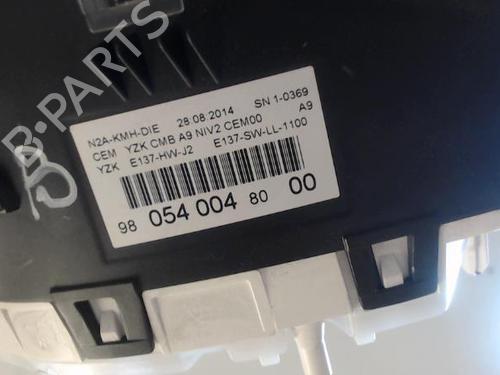 B-PARTS
N2A-KMH-DIE 28.08.2014 SN 1-0369
CEM YZK CMB A9 NIV2 CEM00 A9
YZK E137-HW-J2 E137-SW-LL-1100
98 054 004 80 00